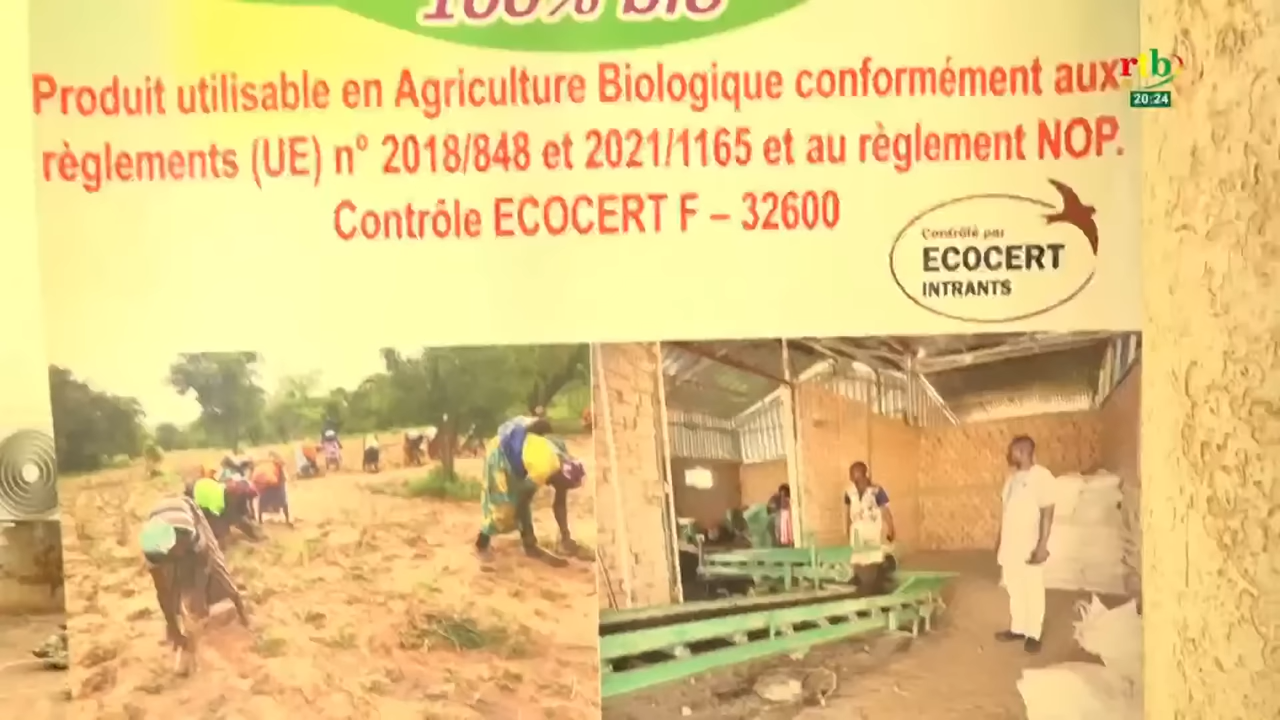 100% bio
Produit utilisable en Agriculture Biologique conformément aux
règlements (UE) n° 2018/848 et 2021/1165 et au règlement NOP.
Contrôle ECOCERT F – 32600
Contrôlé par
ECOCERT
INTRANTS
rtb
20:24